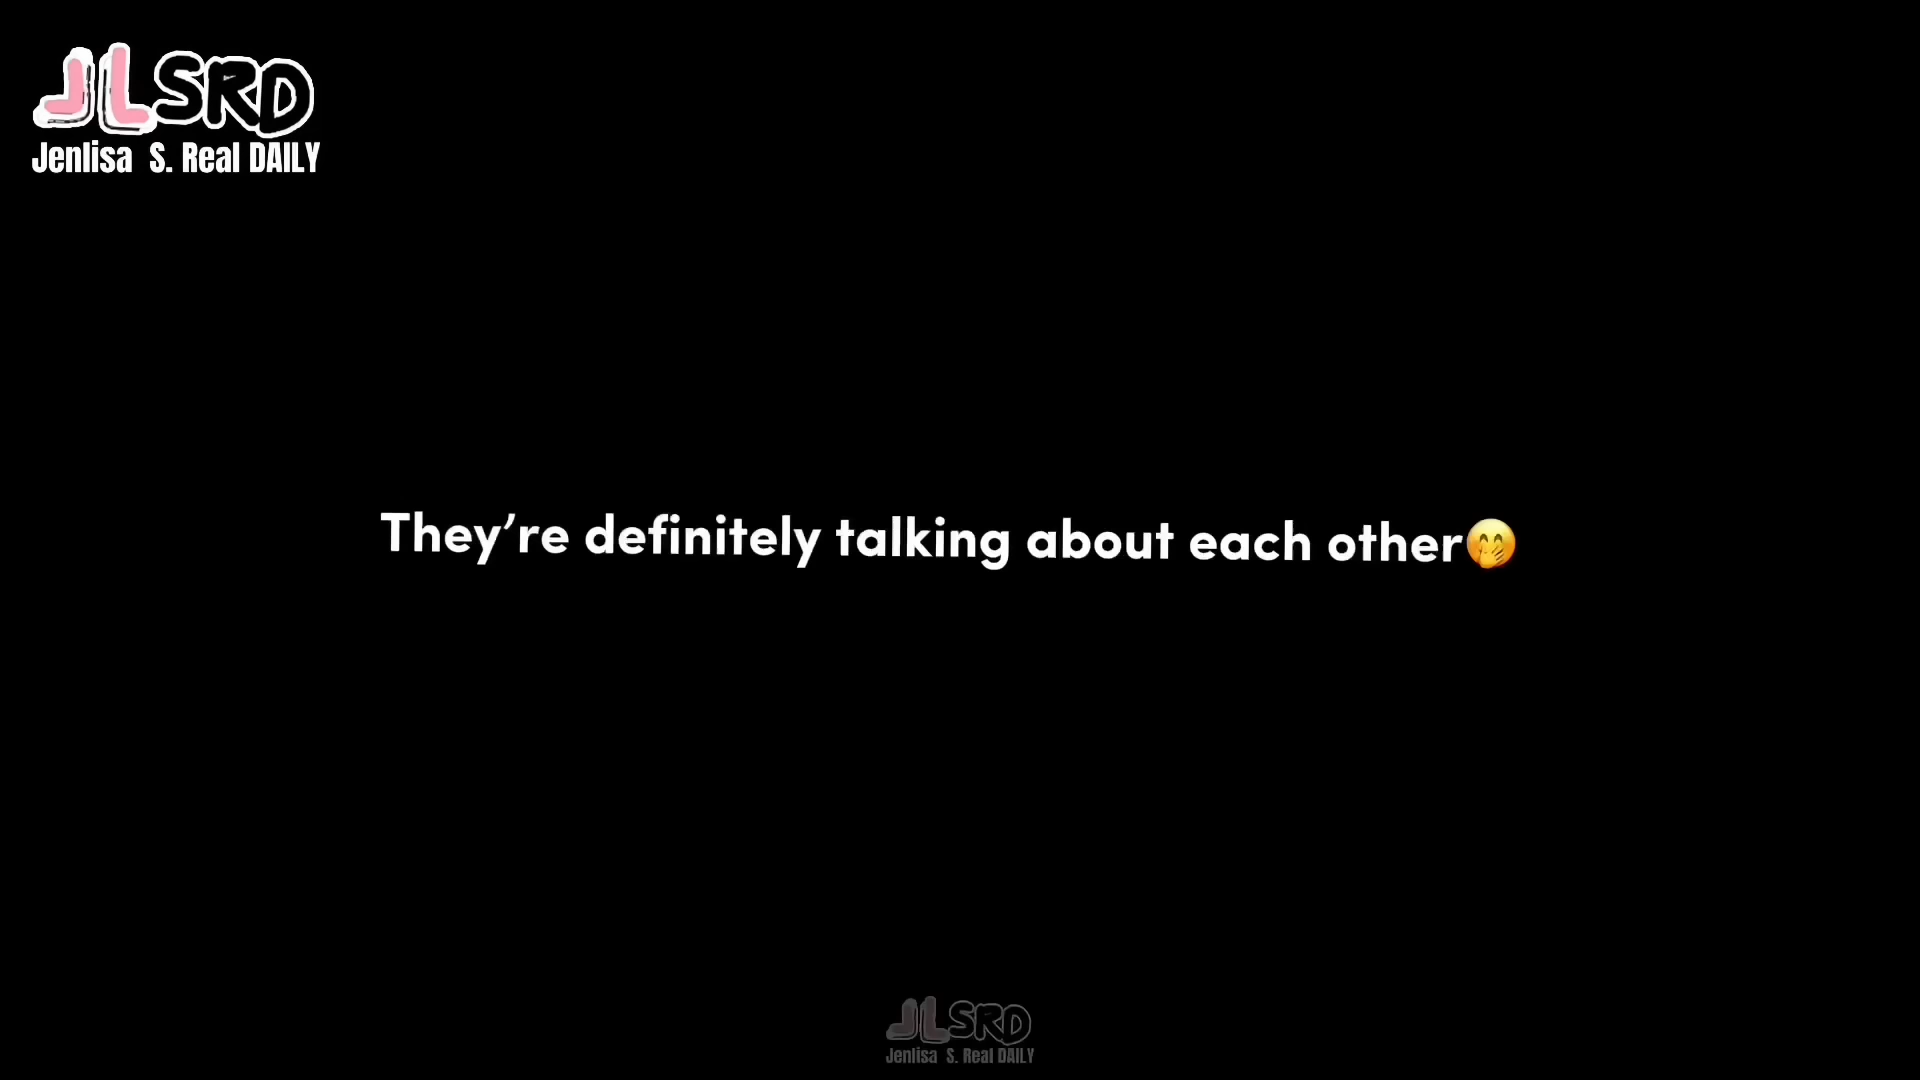 JLSRD
Jenlisa S. Real DAILY
They’re definitely talking about each other🤭
JLSRD
Jenlisa S. Real DAILY